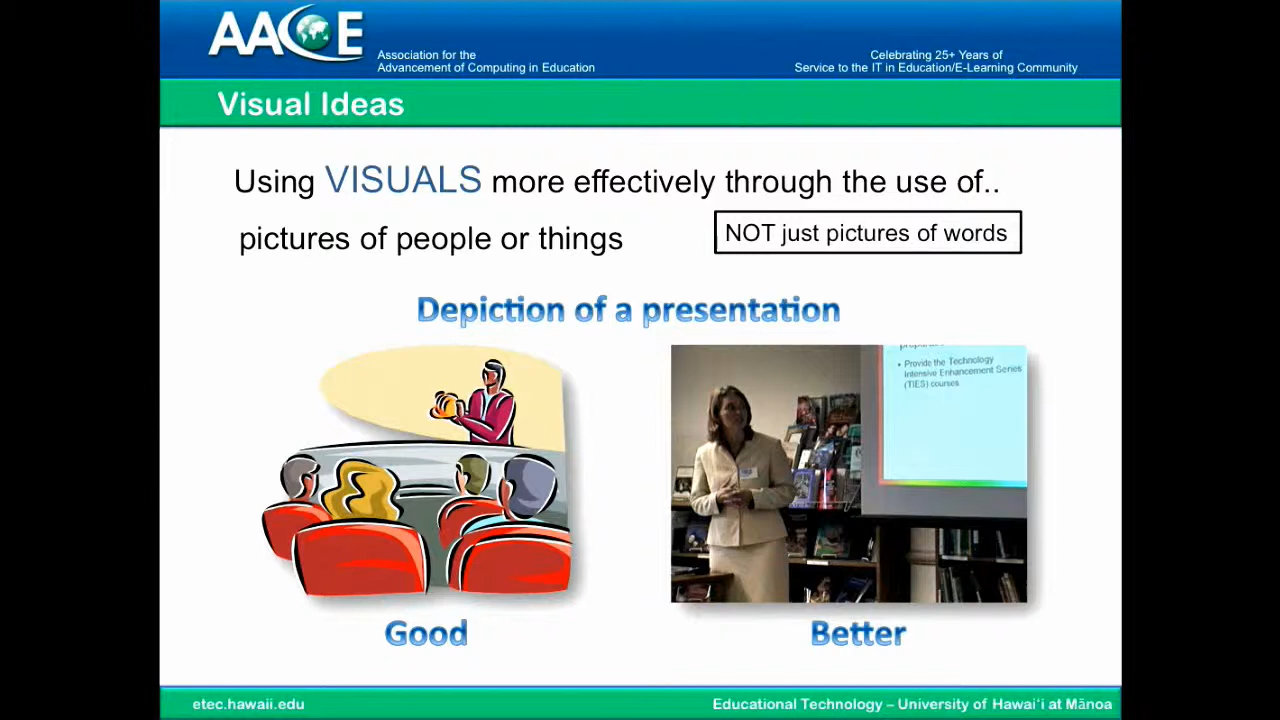 AACE
Association for the
Advancement of Computing in Education
Celebrating 25+ Years of
Service to the IT in Education/E-Learning Community
Visual Ideas
Using VISUALS more effectively through the use of..
pictures of people or things
NOT just pictures of words
Depiction of a presentation
• Provide the Technology
Intensive Enhancement Series
(TIES) courses
Good
Better
etec.hawaii.edu
Educational Technology – University of Hawaiʻi at Mānoa